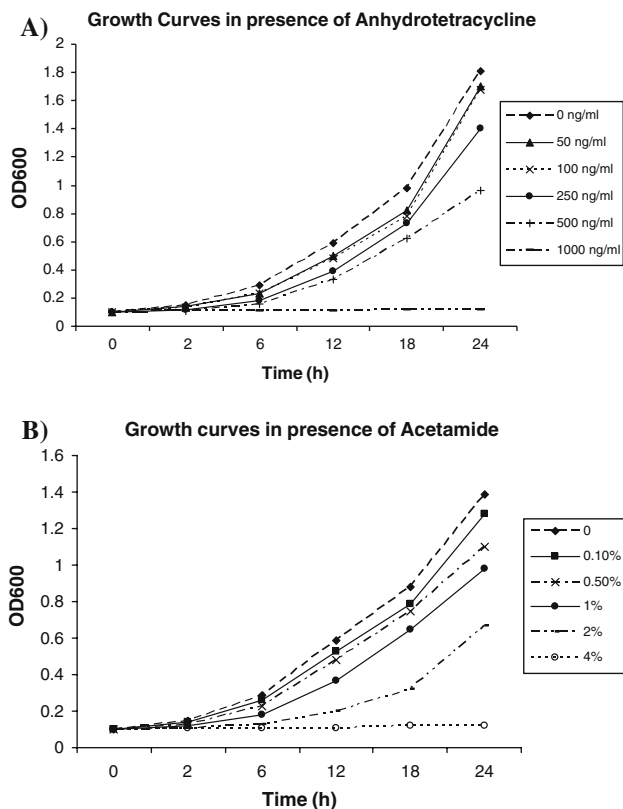 A)
Growth Curves in presence of Anhydrotetracycline
OD600
2
1.8
1.6
1.4
1.2
1
0.8
0.6
0.4
0.2
0
0 2 6 12 18 24
Time (h)
0 ng/ml
50 ng/ml
100 ng/ml
250 ng/ml
500 ng/ml
1000 ng/ml
B)
Growth curves in presence of Acetamide
OD600
1.6
1.4
1.2
1
0.8
0.6
0.4
0.2
0
0 2 6 12 18 24
Time (h)
0
0.10%
0.50%
1%
2%
4%